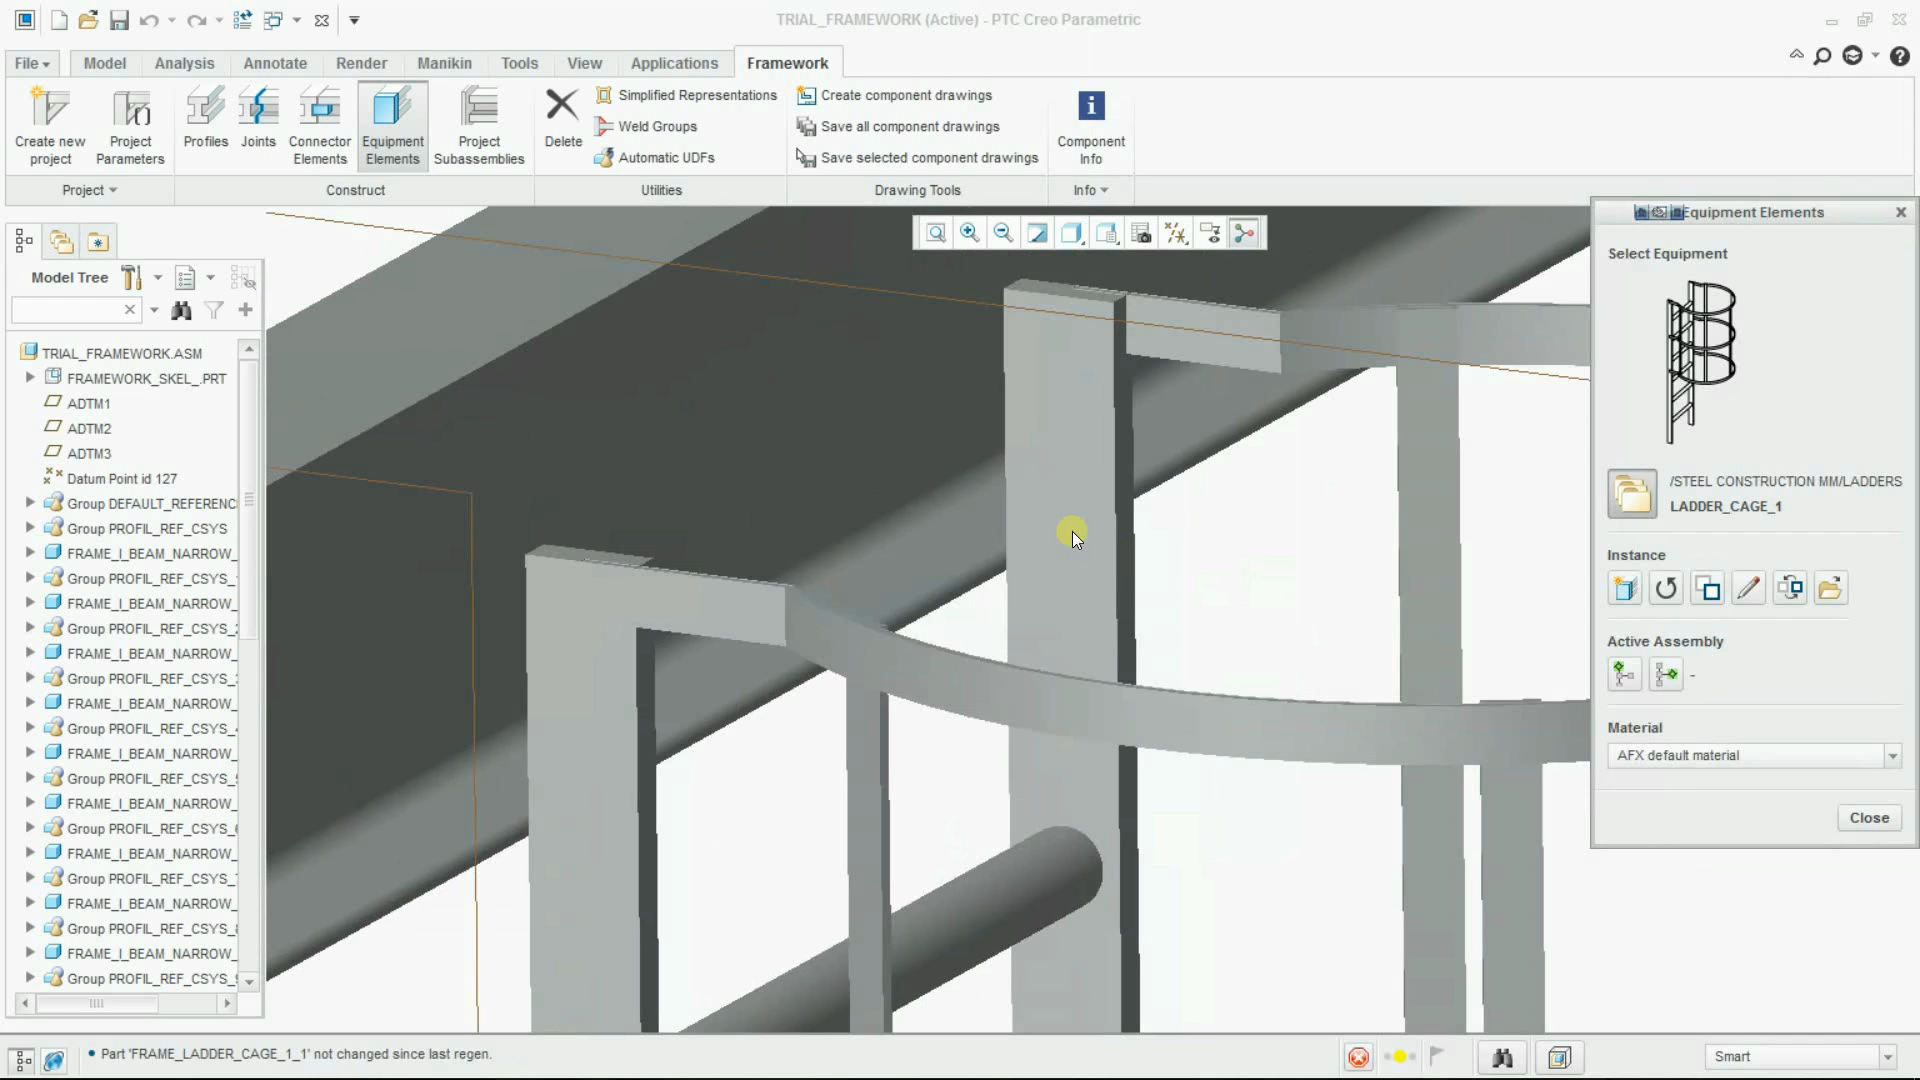 TRIAL_FRAMEWORK (Active) - PTC Creo Parametric
File
Model
Analysis
Annotate
Render
Manikin
Tools
View
Applications
Framework
Create new project
Project Parameters
Profiles
Joints
Connector Elements
Equipment Elements
Project Subassemblies
Delete
Simplified Representations
Weld Groups
Automatic UDFs
Create component drawings
Save all component drawings
Save selected component drawings
Component Info
Project
Construct
Utilities
Drawing Tools
Info
Model Tree
TRIAL_FRAMEWORK.ASM
FRAMEWORK_SKEL_.PRT
ADTM1
ADTM2
ADTM3
Datum Point id 127
Group DEFAULT_REFERENC
Group PROFIL_REF_CSYS
FRAME_I_BEAM_NARROW_
Group PROFIL_REF_CSYS_
FRAME_I_BEAM_NARROW_
Group PROFIL_REF_CSYS_
FRAME_I_BEAM_NARROW_
Group PROFIL_REF_CSYS_
FRAME_I_BEAM_NARROW_
Group PROFIL_REF_CSYS_
FRAME_I_BEAM_NARROW_
Group PROFIL_REF_CSYS_
FRAME_I_BEAM_NARROW_
Group PROFIL_REF_CSYS_
FRAME_I_BEAM_NARROW_
Group PROFIL_REF_CSYS_
FRAME_I_BEAM_NARROW_
Group PROFIL_REF_CSYS_
FRAME_I_BEAM_NARROW_
Group PROFIL_REF_CSYS_
Equipment Elements
Select Equipment
/STEEL CONSTRUCTION MM/LADDERS
LADDER_CAGE_1
Instance
Active Assembly
-
Material
AFX default material
Close
• Part 'FRAME_LADDER_CAGE_1_1' not changed since last regen.
Smart